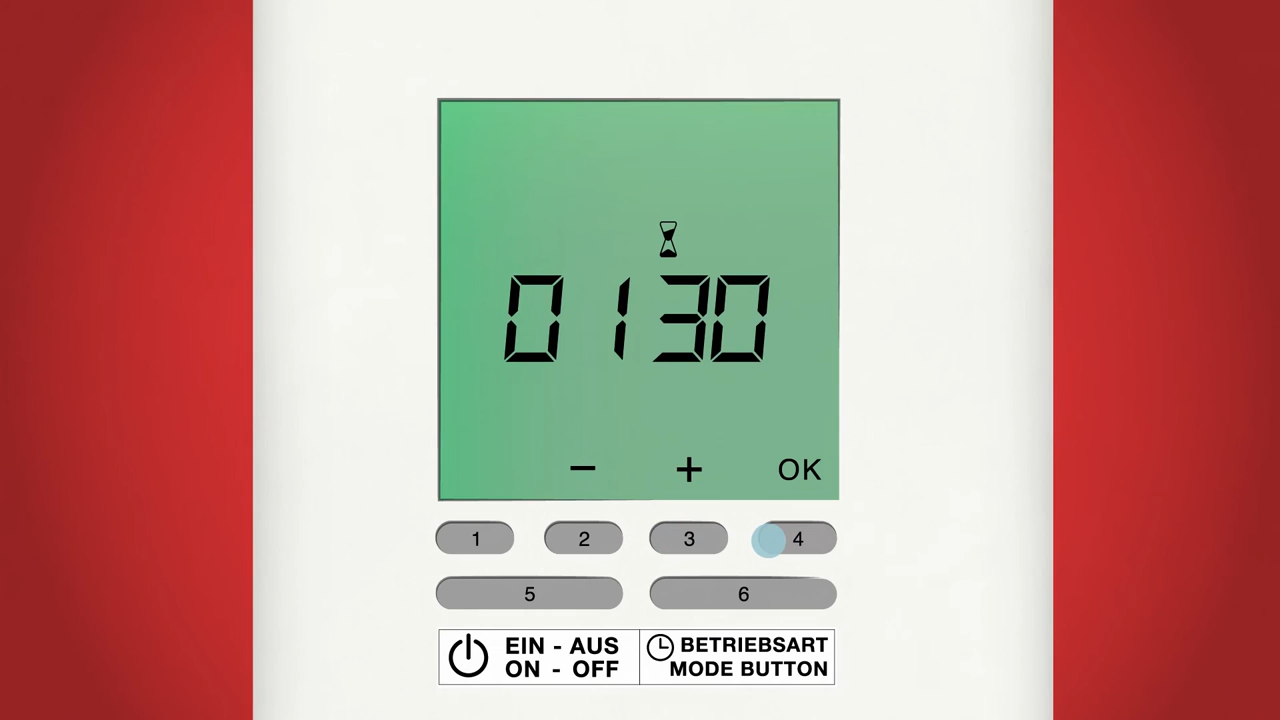 0130
− + OK
1 2 3 4
5 6
EIN - AUS
ON - OFF
BETRIEBSART
MODE BUTTON